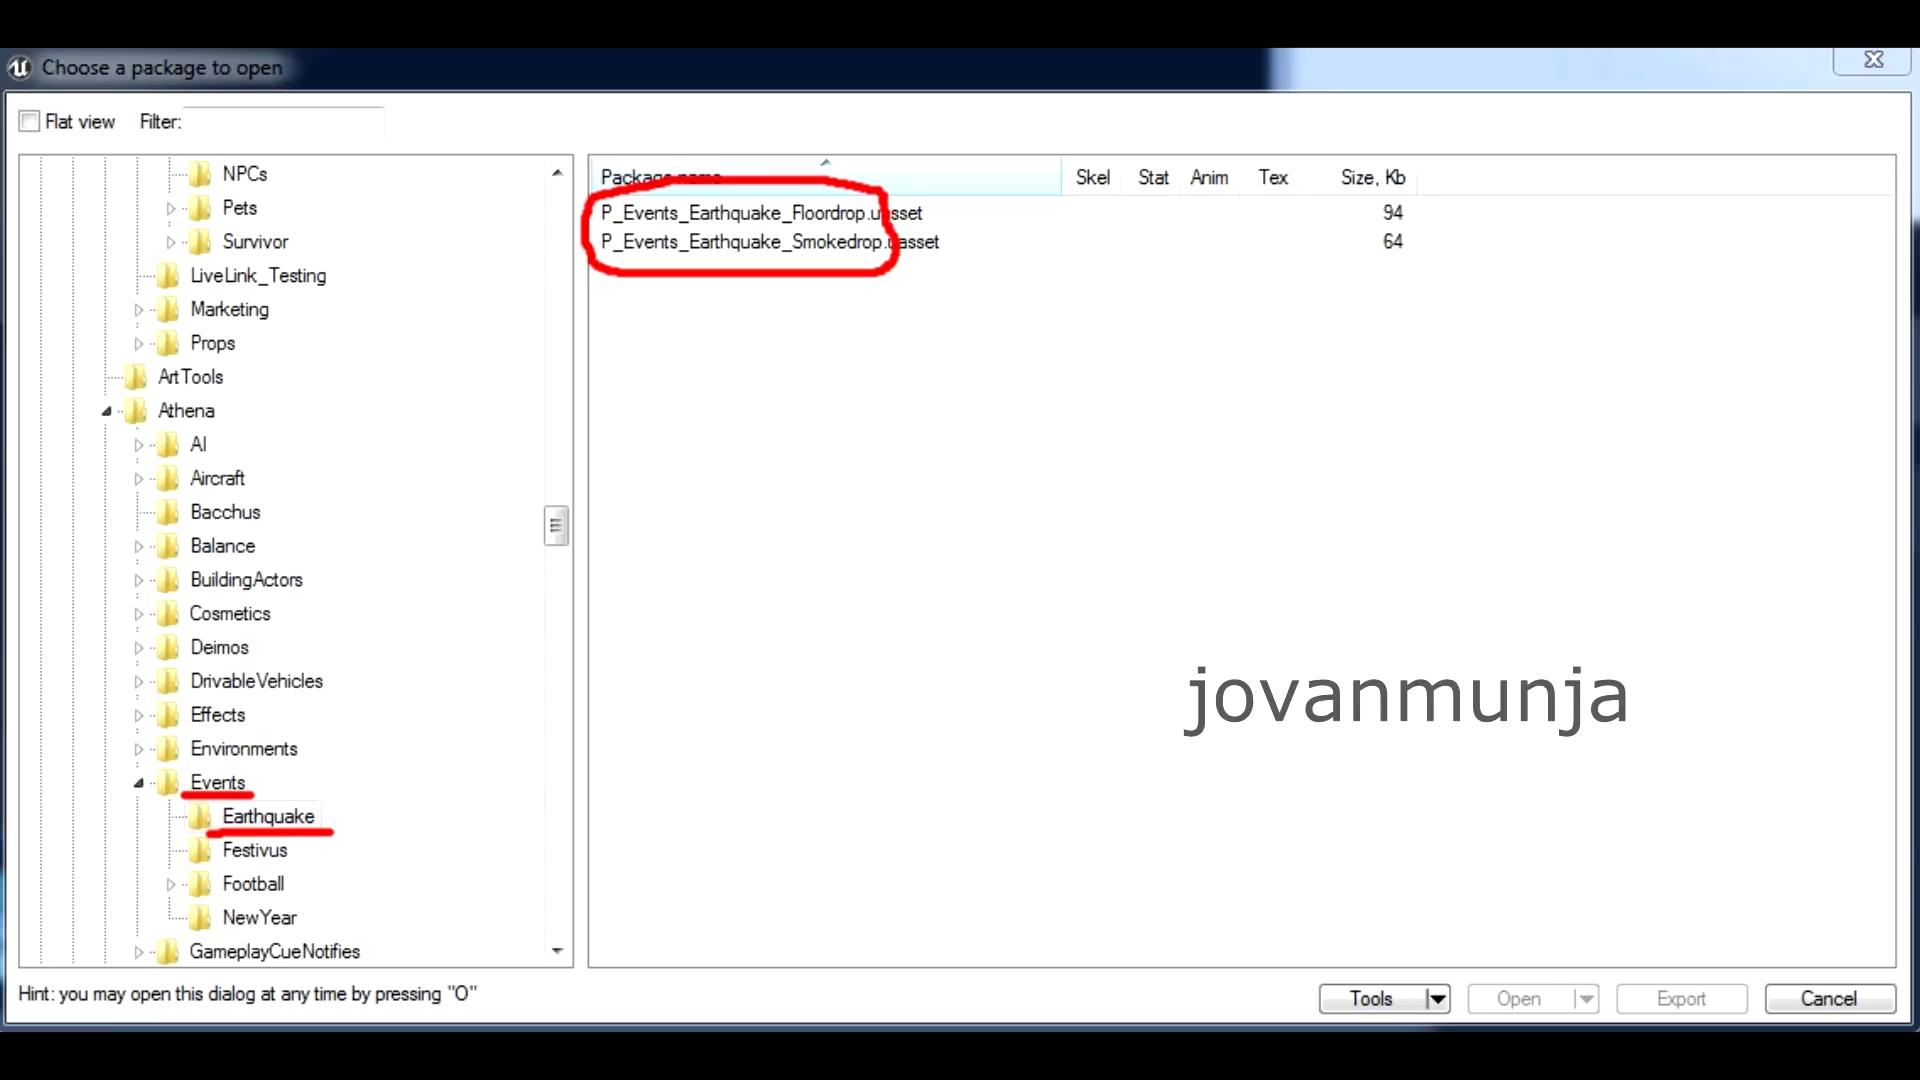 Choose a package to open
Flat view
Filter:
NPCs
Pets
Survivor
LiveLink_Testing
Marketing
Props
ArtTools
Athena
AI
Aircraft
Bacchus
Balance
BuildingActors
Cosmetics
Deimos
DrivableVehicles
Effects
Environments
Events
Earthquake
Festivus
Football
NewYear
GameplayCueNotifies
Package name Skel Stat Anim Tex Size, Kb
P_Events_Earthquake_Floordrop.uasset 94
P_Events_Earthquake_Smokedrop.uasset 64
jovanmunja
Hint: you may open this dialog at any time by pressing "O"
Tools Open Export Cancel